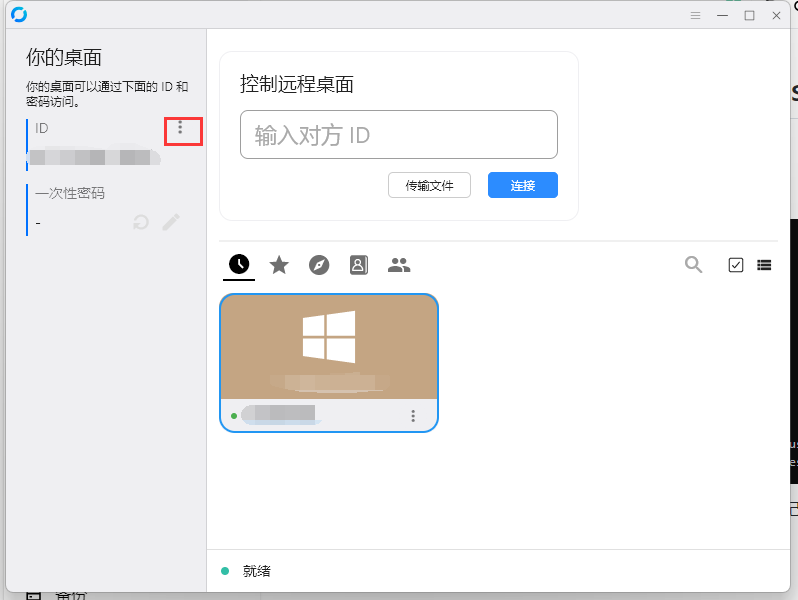 你的桌面
你的桌面可以通过下面的 ID 和
密码访问。
ID
一次性密码
-
控制远程桌面
输入对方 ID
传输文件
连接
就绪
备份